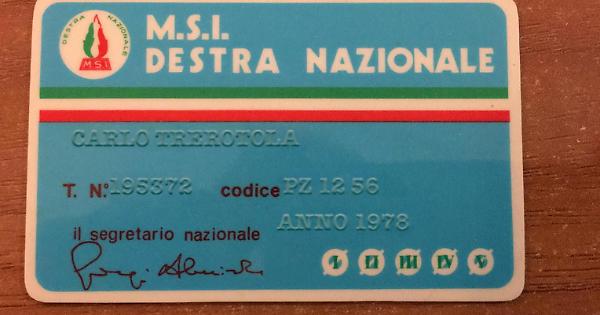 DESTRA NAZIONALE
M.S.I.
M.S.I.
DESTRA NAZIONALE
CARLO TREROTOLA
T. N.º 195372 codice PZ 12 56
ANNO 1978
il segretario nazionale
I II III IV V